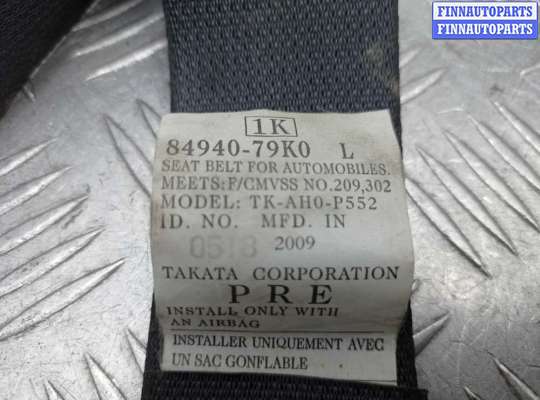 FINNAUTOPARTS
FINNAUTOPARTS
1K
84940-79K0 L
SEAT BELT FOR AUTOMOBILES.
MEETS:F/CMVSS NO.209,302
MODEL: TK-AH0-P552
ID. NO. MFD. IN
0518 2009
TAKATA CORPORATION
PRE
INSTALL ONLY WITH
AN AIRBAG
INSTALLER UNIQUEMENT AVEC
UN SAC GONFLABLE